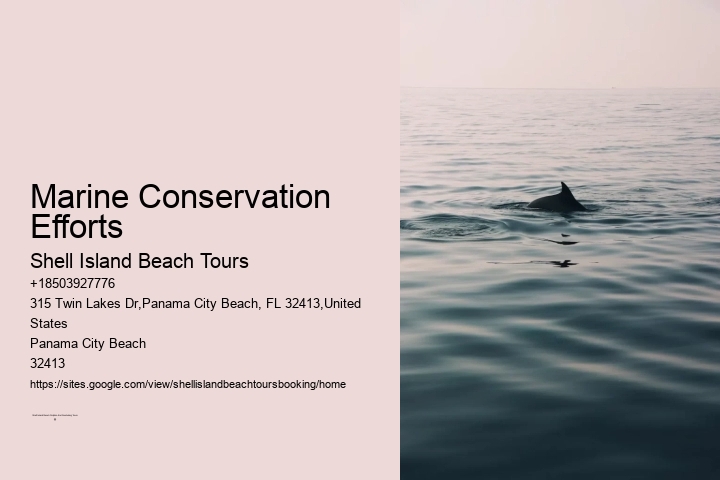 Marine Conservation
Efforts
Shell Island Beach Tours
+18503927776
315 Twin Lakes Dr,Panama City Beach, FL 32413,United
States
Panama City Beach
32413
https://sites.google.com/view/shellislandbeachtoursbooking/home